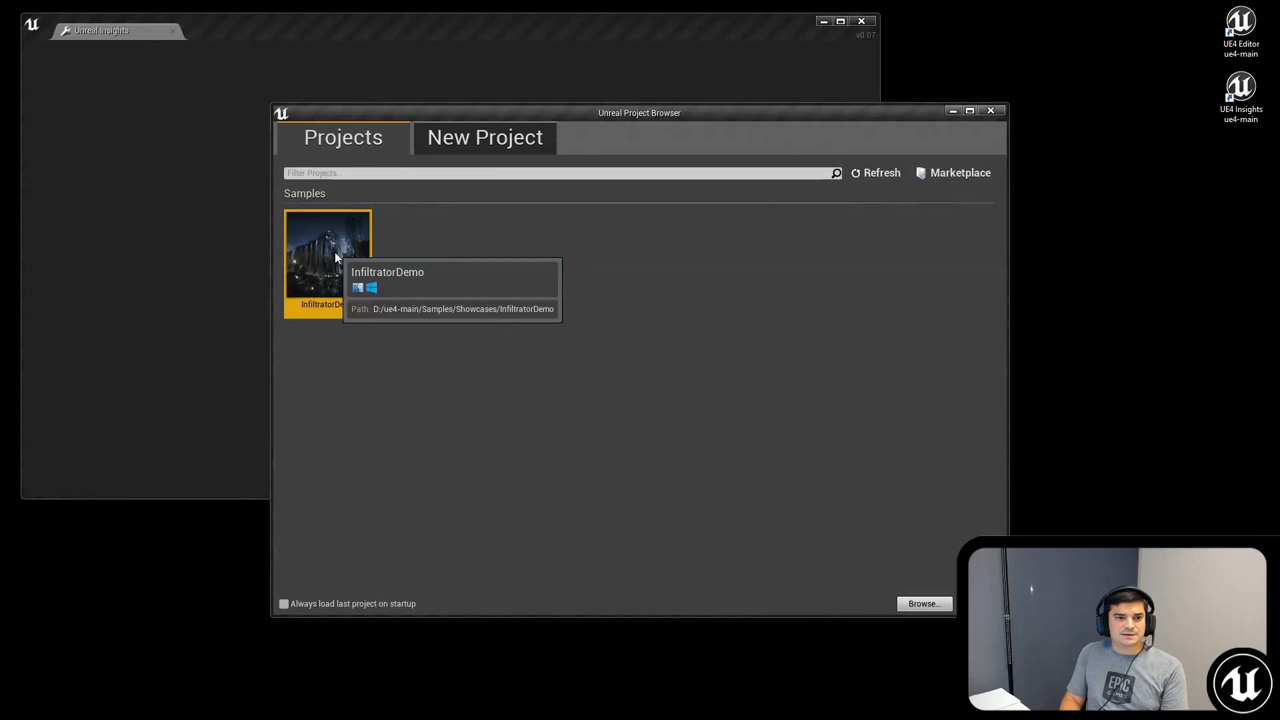 Unreal Insights
v0.07
UE4 Editor
ue4-main
UE4 Insights
ue4-main
Unreal Project Browser
Projects
New Project
Filter Projects...
Refresh
Marketplace
Samples
InfiltratorDe
InfiltratorDemo
Path: D:/ue4-main/Samples/Showcases/InfiltratorDemo
Always load last project on startup
Browse...
EPIC
GAMES